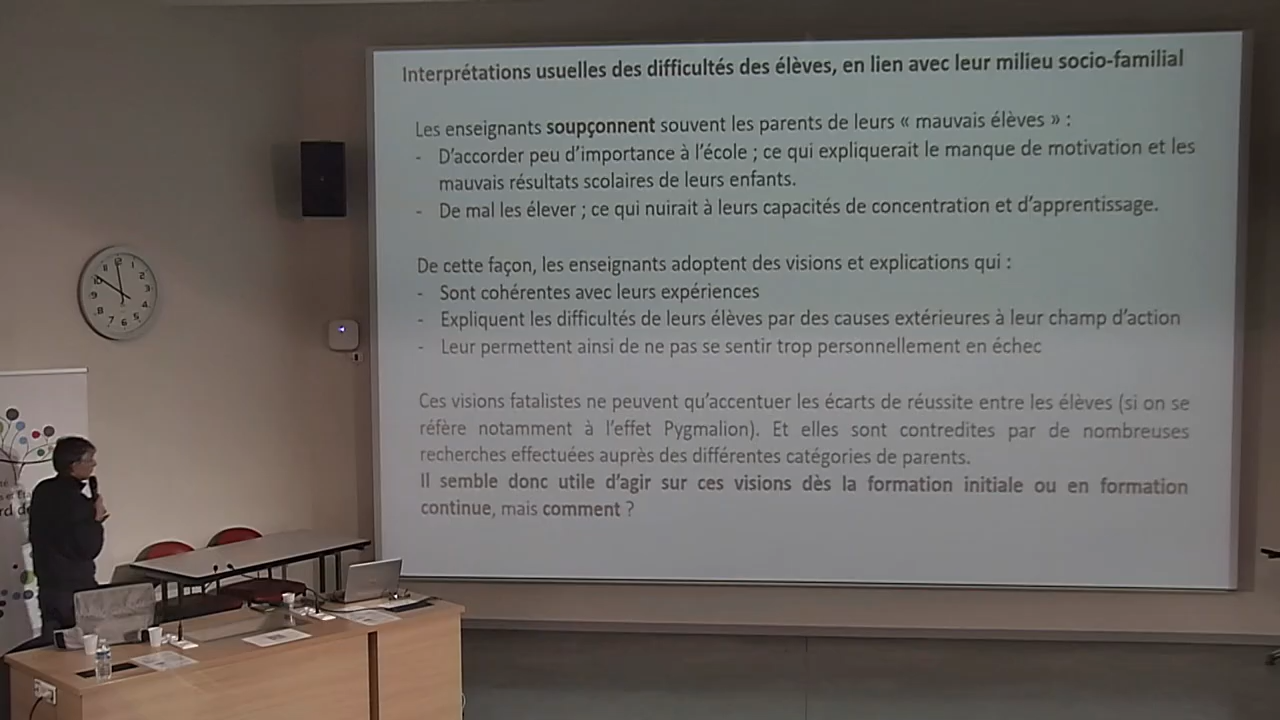 Interprétations usuelles des difficultés des élèves, en lien avec leur milieu socio-familial
Les enseignants soupçonnent souvent les parents de leurs « mauvais élèves » :
- D'accorder peu d'importance à l'école ; ce qui expliquerait le manque de motivation et les
mauvais résultats scolaires de leurs enfants.
- De mal les élever ; ce qui nuirait à leurs capacités de concentration et d'apprentissage.
De cette façon, les enseignants adoptent des visions et explications qui :
- Sont cohérentes avec leurs expériences
- Expliquent les difficultés de leurs élèves par des causes extérieures à leur champ d'action
- Leur permettent ainsi de ne pas se sentir trop personnellement en échec
Ces visions fatalistes ne peuvent qu'accentuer les écarts de réussite entre les élèves (si on se
réfère notamment à l'effet Pygmalion). Et elles sont contredites par de nombreuses
recherches effectuées auprès des différentes catégories de parents.
Il semble donc utile d'agir sur ces visions dès la formation initiale ou en formation
continue, mais comment ?